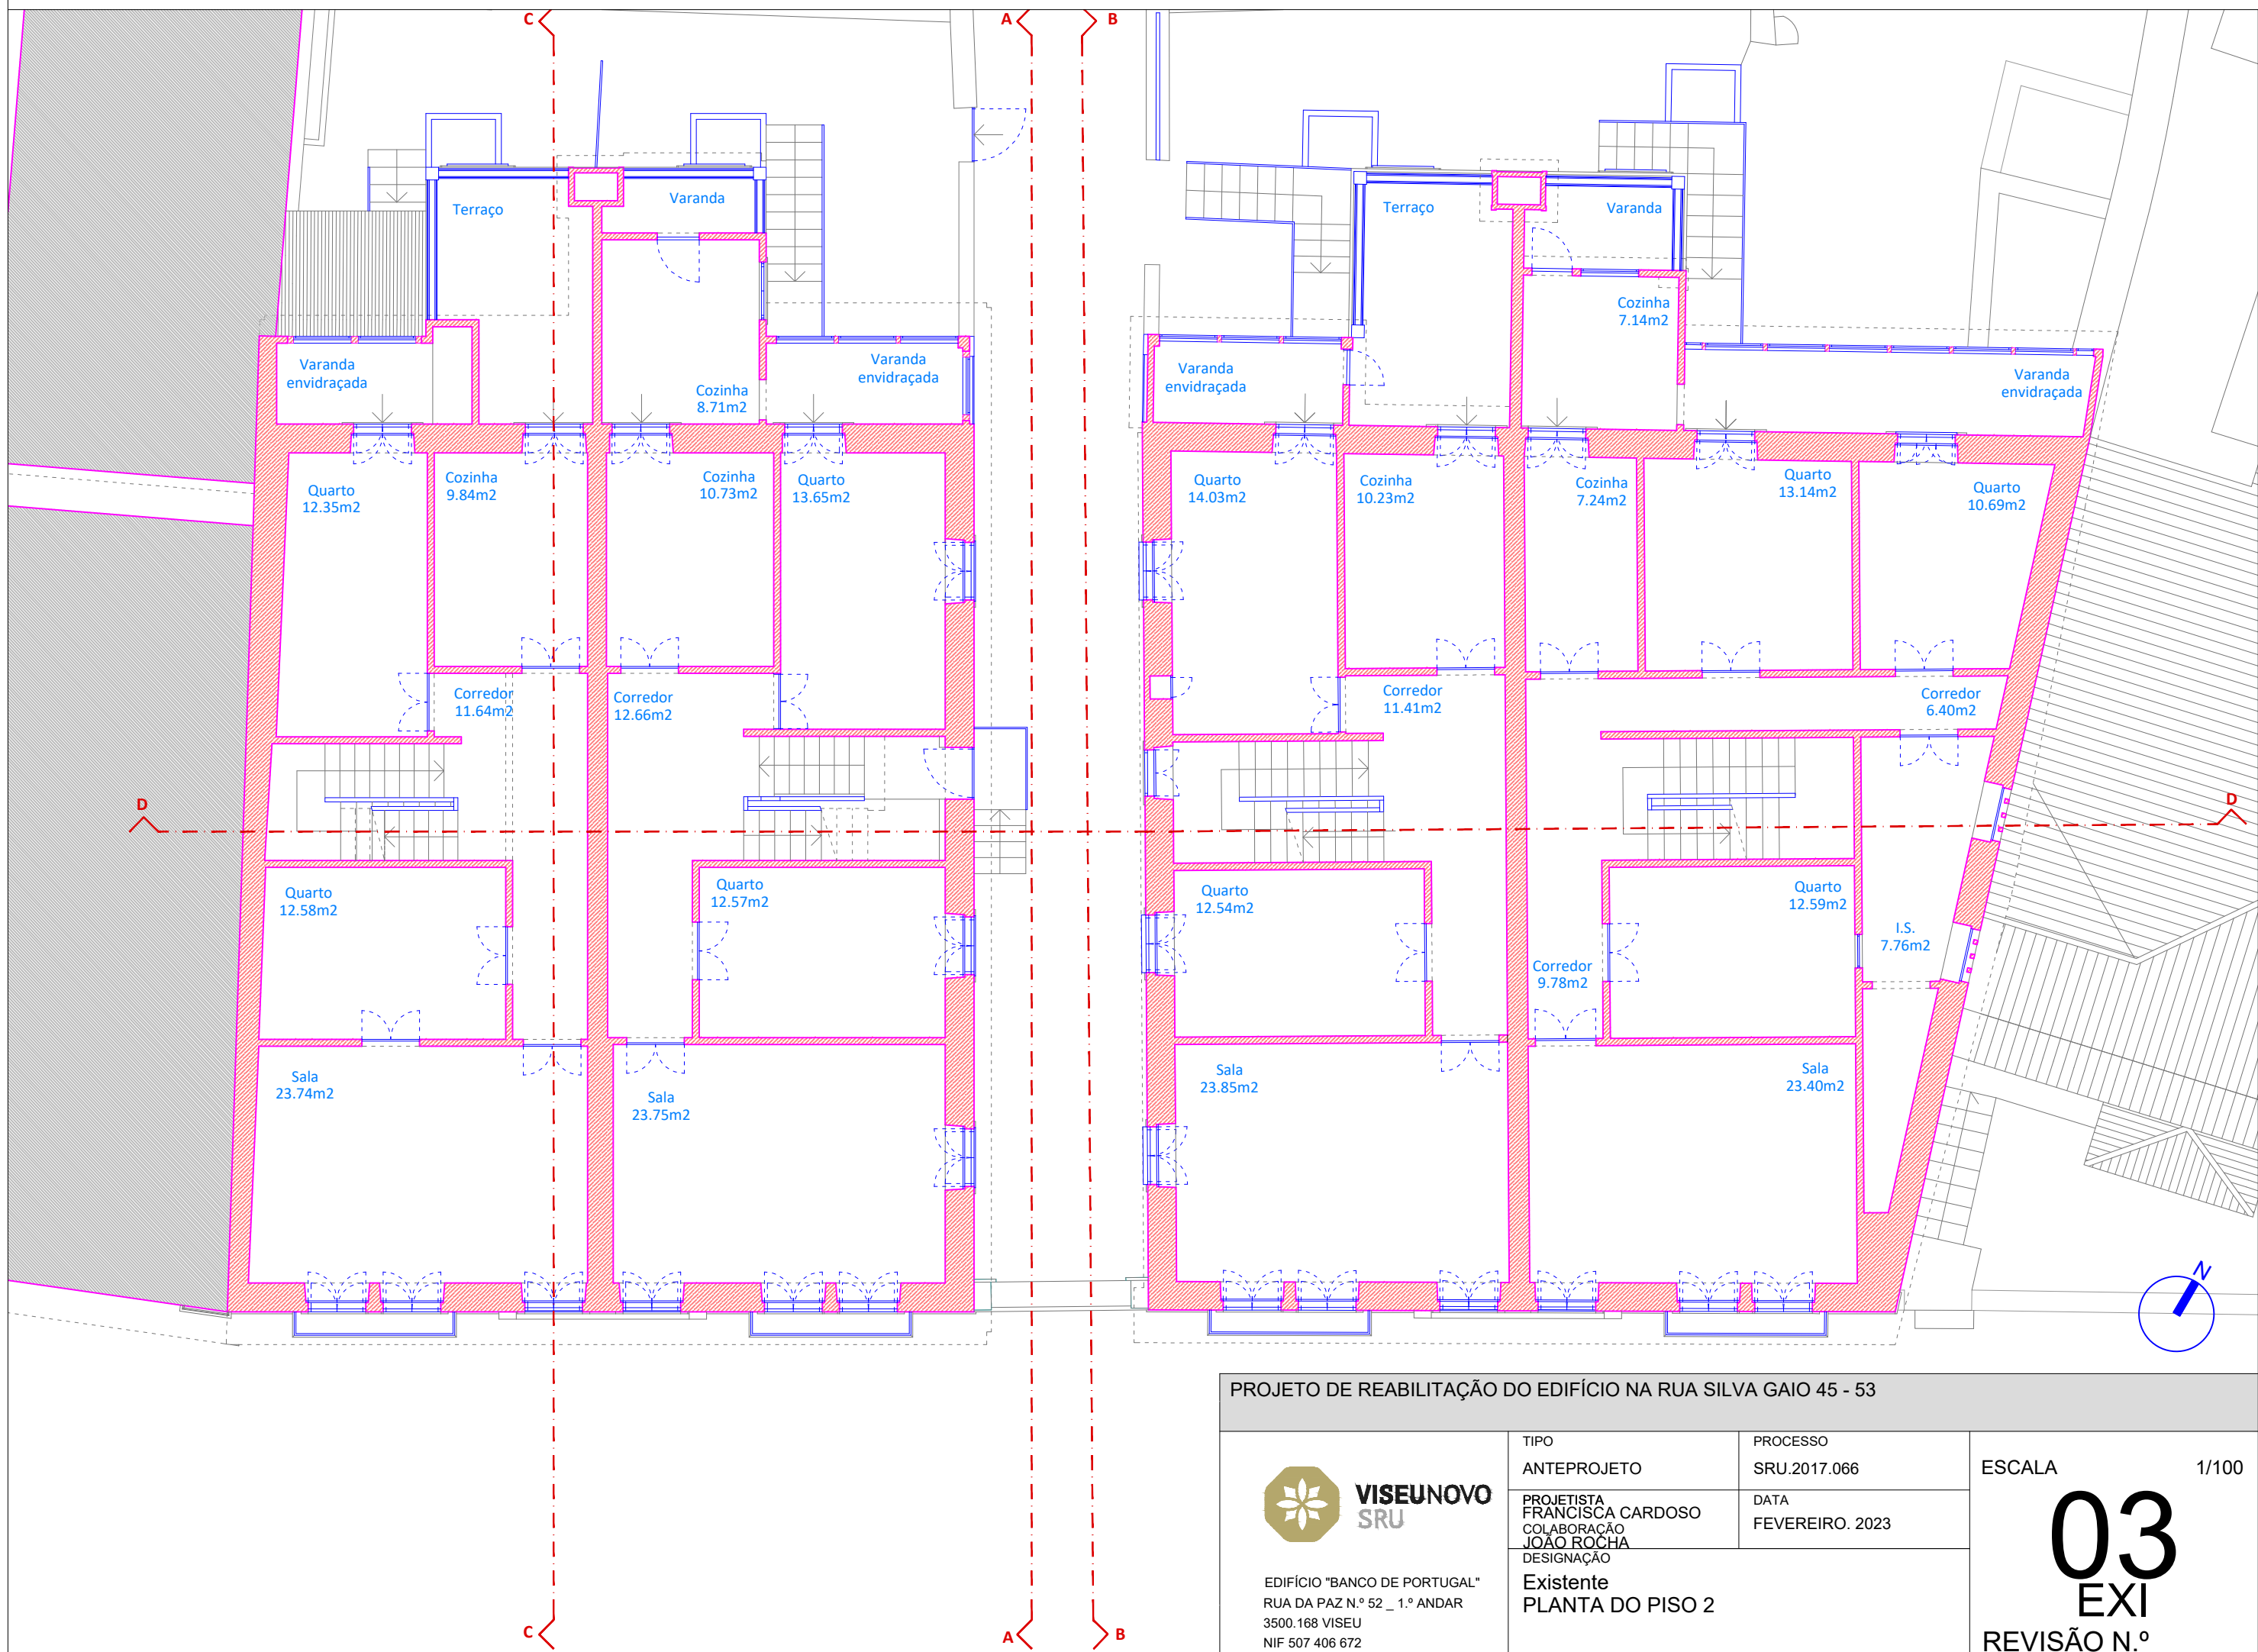 C
A
B
Terraço
Varanda
Terraço
Varanda
Cozinha
7.14m2
Varanda
envidraçada
Cozinha
8.71m2
Varanda
envidraçada
Varanda
envidraçada
Varanda
envidraçada
Quarto
12.35m2
Cozinha
9.84m2
Cozinha
10.73m2
Quarto
13.65m2
Quarto
14.03m2
Cozinha
10.23m2
Cozinha
7.24m2
Quarto
13.14m2
Quarto
10.69m2
Corredor
11.64m2
Corredor
12.66m2
Corredor
11.41m2
Corredor
6.40m2
D
D
Quarto
12.58m2
Quarto
12.57m2
Quarto
12.54m2
Quarto
12.59m2
I.S.
7.76m2
Corredor
9.78m2
Sala
23.74m2
Sala
23.75m2
Sala
23.85m2
Sala
23.40m2
N
C
A
B
PROJETO DE REABILITAÇÃO DO EDIFÍCIO NA RUA SILVA GAIO 45 - 53
VISEUNOVO
SRU
EDIFÍCIO "BANCO DE PORTUGAL"
RUA DA PAZ N.º 52 _ 1.º ANDAR
3500.168 VISEU
NIF 507 406 672
TIPO
ANTEPROJETO
PROCESSO
SRU.2017.066
PROJETISTA
FRANCISCA CARDOSO
COLABORAÇÃO
JOÃO ROCHA
DATA
FEVEREIRO. 2023
DESIGNAÇÃO
Existente
PLANTA DO PISO 2
ESCALA 1/100
03
EXI
REVISÃO N.º